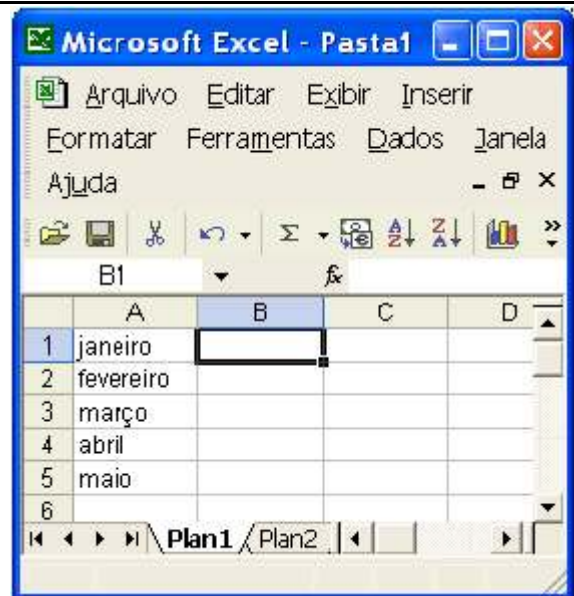 Microsoft Excel - Pasta1
Arquivo Editar Exibir Inserir
Formatar Ferramentas Dados Janela
Ajuda
B1 fx
A B C D
1 janeiro
2 fevereiro
3 março
4 abril
5 maio
6
Plan1 Plan2